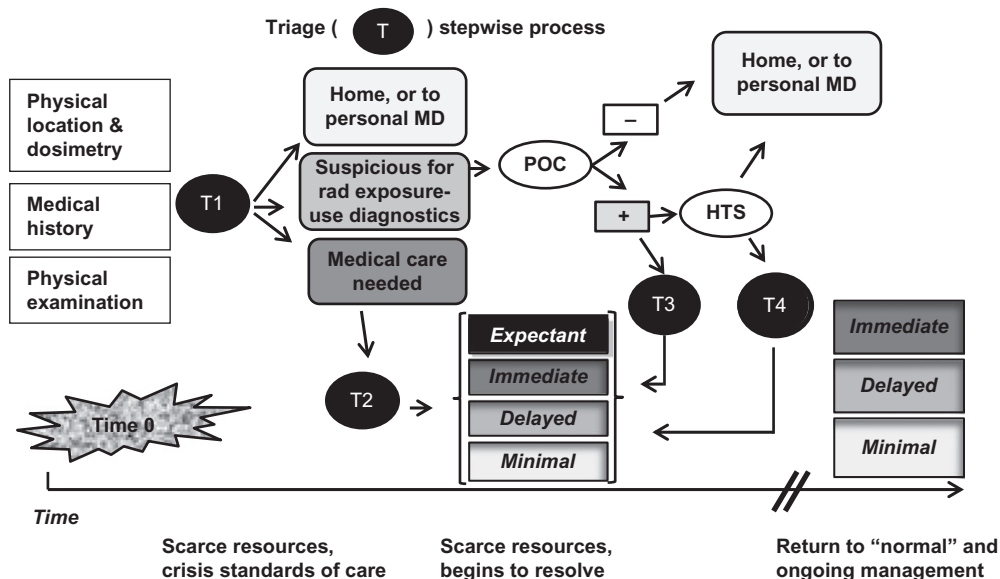 Triage ( T ) stepwise process
Physical
location &
dosimetry
Medical
history
Physical
examination
T1
Home, or to
personal MD
Suspicious for
rad exposure-
use diagnostics
Medical care
needed
POC
–
+
HTS
Home, or to
personal MD
T2
T3
T4
Expectant
Immediate
Delayed
Minimal
Immediate
Delayed
Minimal
Time 0
Time
Scarce resources,
crisis standards of care
Scarce resources,
begins to resolve
Return to “normal” and
ongoing management